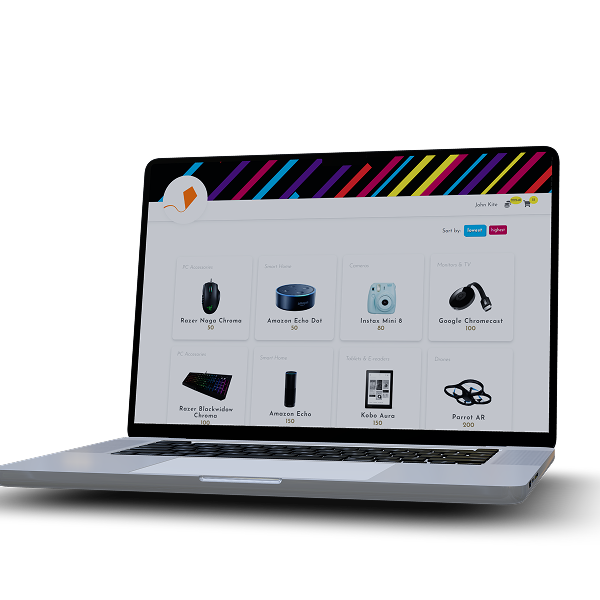 John Kite
Sort by:
lowest
highest
PC Accessories
Smart Home
Cameras
Monitors & TV
Razer Naga Chroma
50
Amazon Echo Dot
50
Instax Mini 8
80
Google Chromecast
100
PC Accessories
Smart Home
Tablets & E-readers
Drones
Razer Blackwidow
Chroma
100
Amazon Echo
150
Kobo Aura
150
Parrot AR
200